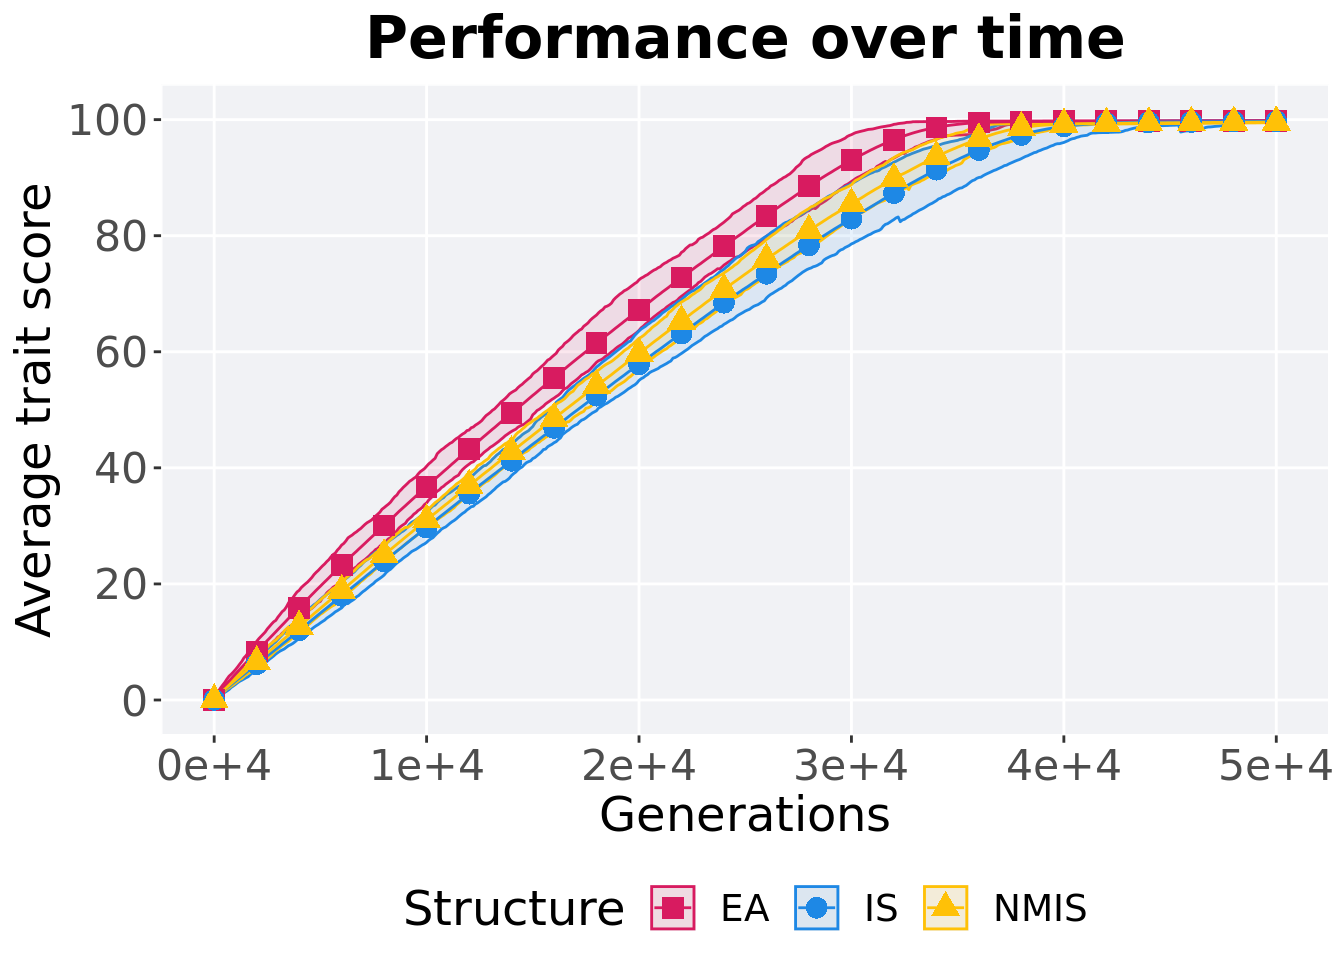 Performance over time
Average trait score
100
80
60
40
20
0
0e+4 1e+4 2e+4 3e+4 4e+4 5e+4
Generations
Structure EA IS NMIS